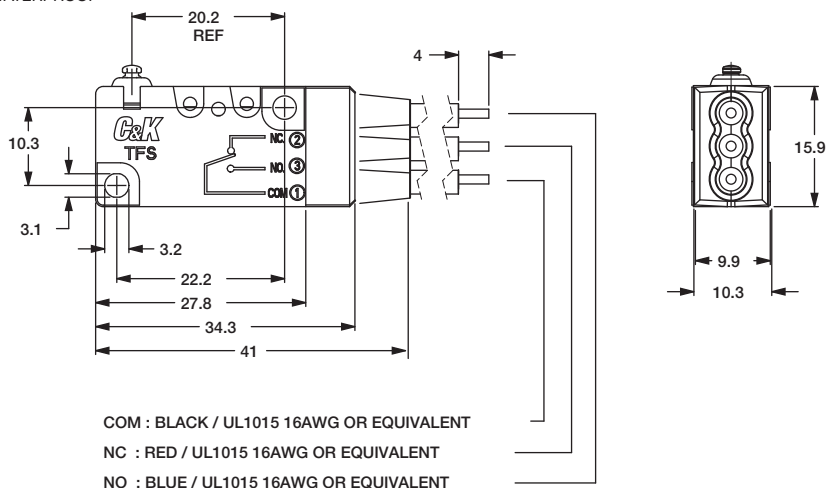 20.2
REF
4
10.3
C&K
TFS
NC. ②
NO. ③
COM ①
15.9
3.1
3.2
9.9
22.2
10.3
27.8
34.3
41
COM : BLACK / UL1015 16AWG OR EQUIVALENT
NC : RED / UL1015 16AWG OR EQUIVALENT
NO : BLUE / UL1015 16AWG OR EQUIVALENT